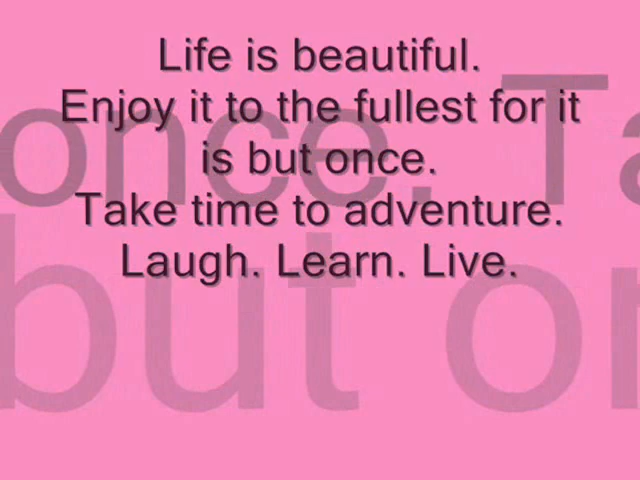 Life is beautiful.
Enjoy it to the fullest for it
is but once.
Take time to adventure.
Laugh. Learn. Live.
once. Ta
but on